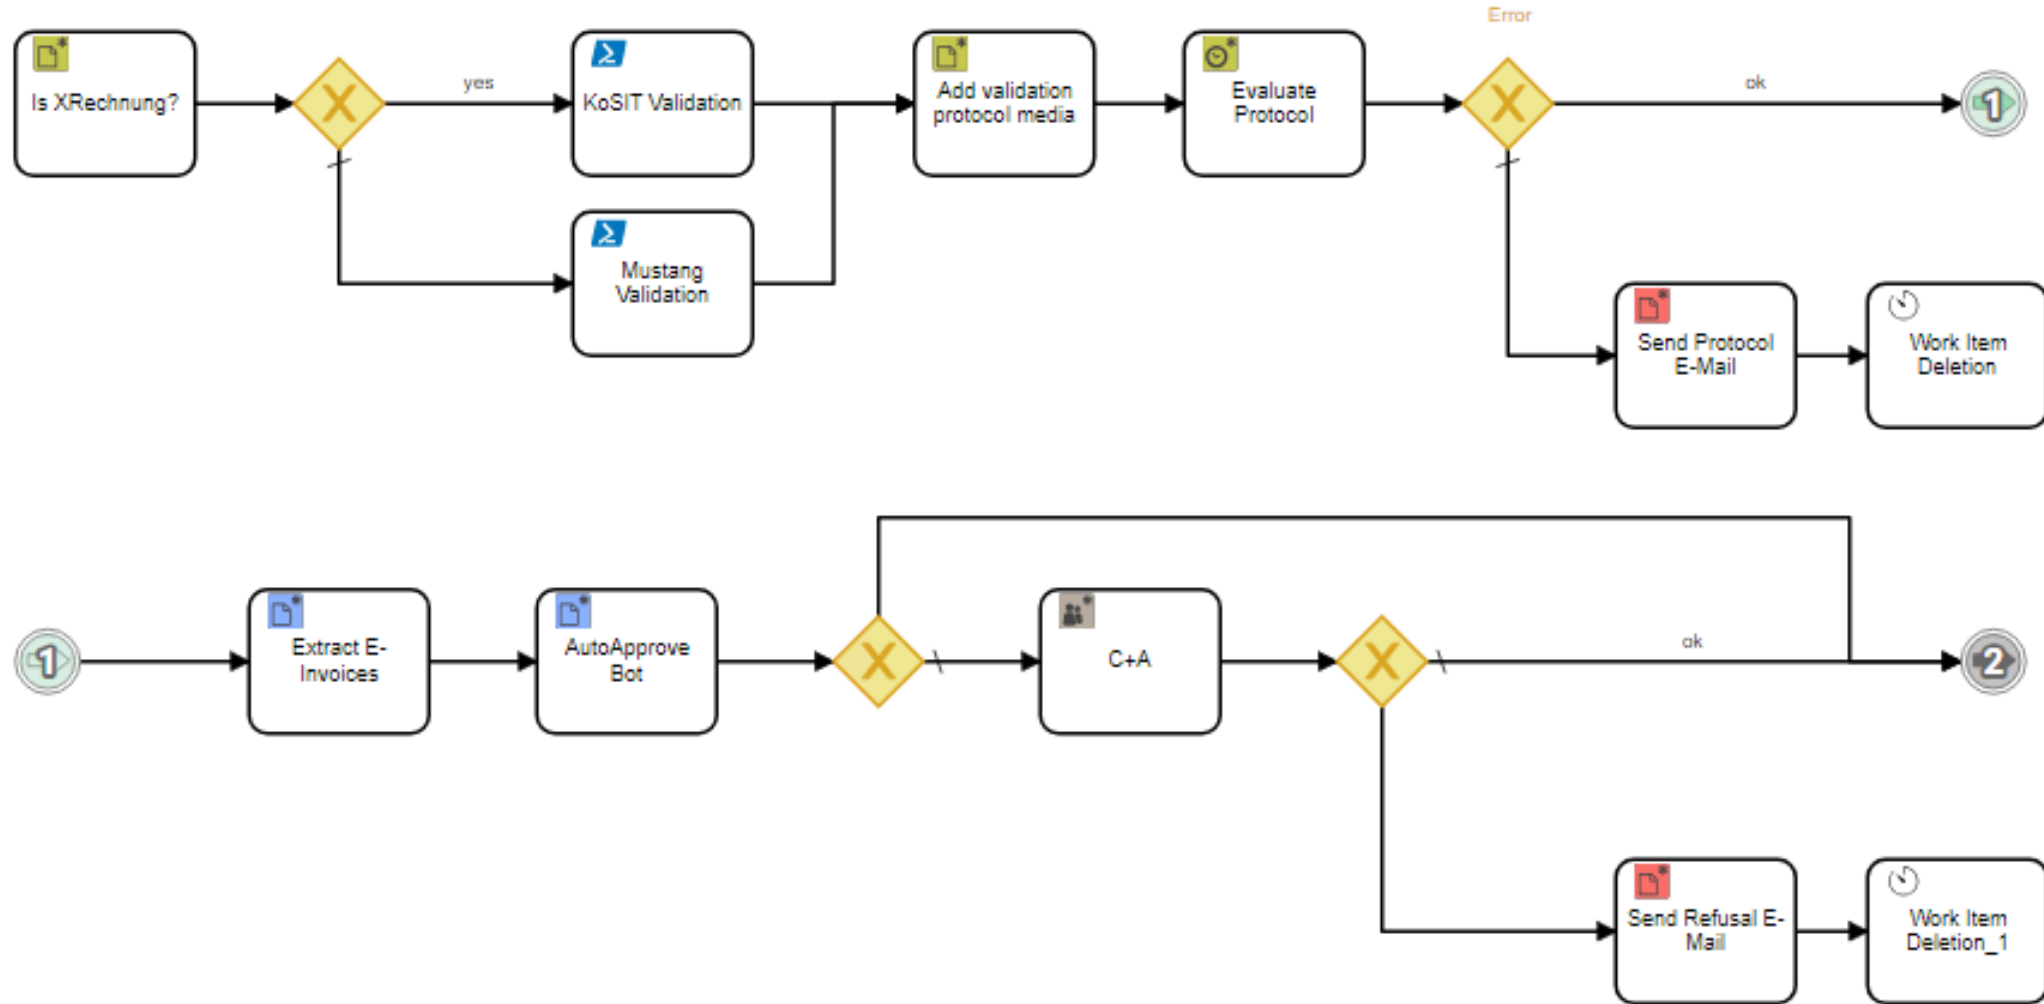 Error
Is XRechnung?
yes
KoSIT Validation
Add validation
protocol media
Evaluate
Protocol
ok
1
Mustang
Validation
Send Protocol
E-Mail
Work Item
Deletion
1
Extract E-
Invoices
AutoApprove
Bot
C+A
ok
2
Send Refusal E-
Mail
Work Item
Deletion_1